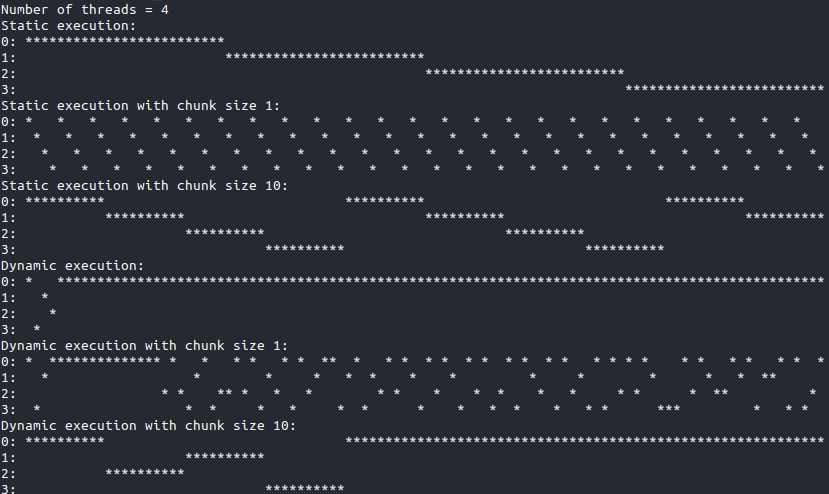 Number of threads = 4
Static execution:
0: *************************
1:                          *************************
2:                                                   *************************
3:                                                                            *************************
Static execution with chunk size 1:
0: *   *   *   *   *   *   *   *   *   *   *   *   *   *   *   *   *   *   *   *   *   *   *   *   *
1:  *   *   *   *   *   *   *   *   *   *   *   *   *   *   *   *   *   *   *   *   *   *   *   *   *
2:   *   *   *   *   *   *   *   *   *   *   *   *   *   *   *   *   *   *   *   *   *   *   *   *   *
3:    *   *   *   *   *   *   *   *   *   *   *   *   *   *   *   *   *   *   *   *   *   *   *   *   *
Static execution with chunk size 10:
0: **********                              **********                              **********
1:           **********                              **********                              **********
2:                     **********                              **********
3:                               **********                              **********
Dynamic execution:
0: *   ************************************************************************************************
1:   *
2:    *
3:  *
Dynamic execution with chunk size 1:
0: *  ************** *   *   * *   * *  **  *   * *  * *  * *  * *  * *   * * * *    * *   * *   * *  *
1:   *                  *        *     *   *  *    *    *         *     *        *      *   *  **
2:                  * *    ** *   *   *        * *    *    *  *    *   *     * *      *  **          *
3:  *                  *  *     *   *     *  *      *    *   *  *    *   * *      ***         *   * *
Dynamic execution with chunk size 10:
0: **********                              ************************************************************
1:                     **********
2:           **********
3:                               **********